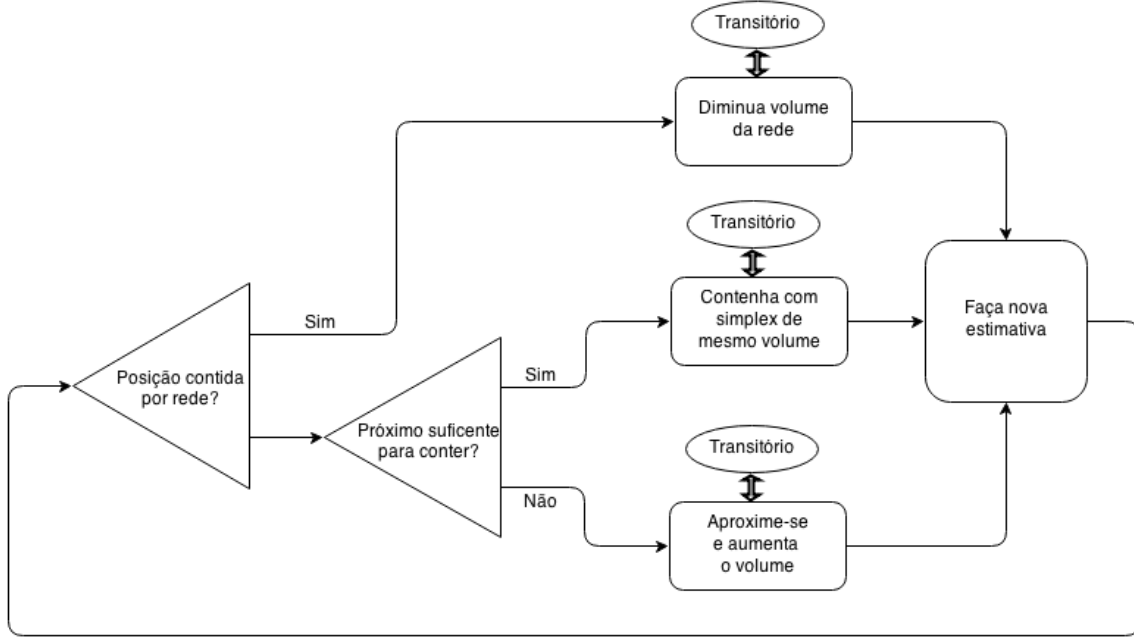 Transitório
Diminua volume
da rede
Transitório
Contenha com
simplex de
mesmo volume
Faça nova
estimativa
Sim
Posição contida
por rede?
Sim
Próximo suficente
para conter?
Não
Transitório
Aproxime-se
e aumenta
o volume